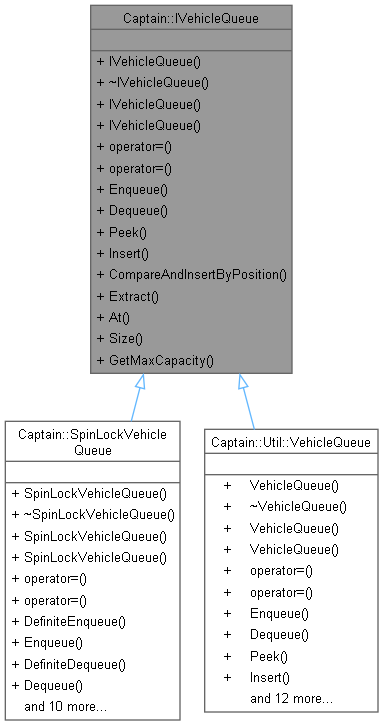 Captain::IVehicleQueue
+ IVehicleQueue()
+ ~IVehicleQueue()
+ IVehicleQueue()
+ IVehicleQueue()
+ operator=()
+ operator=()
+ Enqueue()
+ Dequeue()
+ Peek()
+ Insert()
+ CompareAndInsertByPosition()
+ Extract()
+ At()
+ Size()
+ GetMaxCapacity()
Captain::SpinLockVehicle
Queue
+ SpinLockVehicleQueue()
+ ~SpinLockVehicleQueue()
+ SpinLockVehicleQueue()
+ SpinLockVehicleQueue()
+ operator=()
+ operator=()
+ DefiniteEnqueue()
+ Enqueue()
+ DefiniteDequeue()
+ Dequeue()
and 10 more...
Captain::Util::VehicleQueue
+ VehicleQueue()
+ ~VehicleQueue()
+ VehicleQueue()
+ VehicleQueue()
+ operator=()
+ operator=()
+ Enqueue()
+ Dequeue()
+ Peek()
+ Insert()
and 12 more...